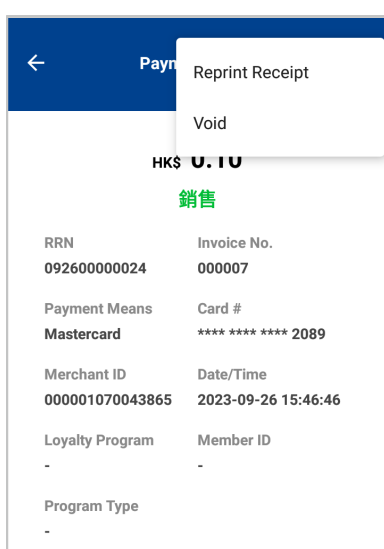 Reprint Receipt
Void
HK$ 0.10
銷售
RRN Invoice No.
092600000024 000007
Payment Means Card #
Mastercard **** **** **** 2089
Merchant ID Date/Time
000001070043865 2023-09-26 15:46:46
Loyalty Program Member ID
- -
Program Type
-